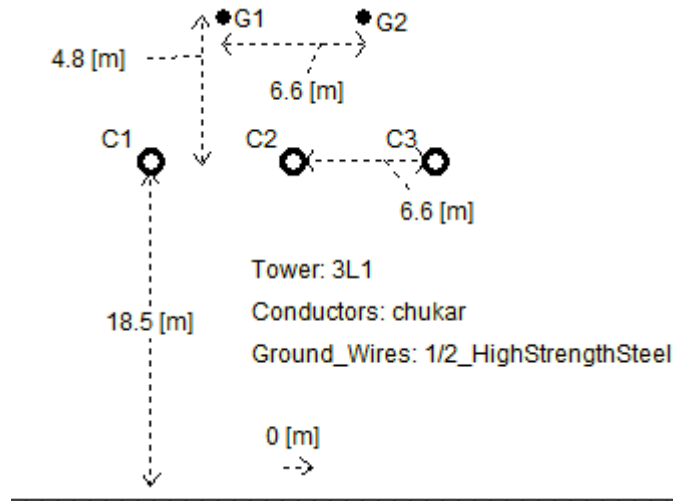 G1
G2
4.8 [m]
6.6 [m]
C1
C2
C3
6.6 [m]
Tower: 3L1
Conductors: chukar
18.5 [m]
Ground_Wires: 1/2_HighStrengthSteel
0 [m]